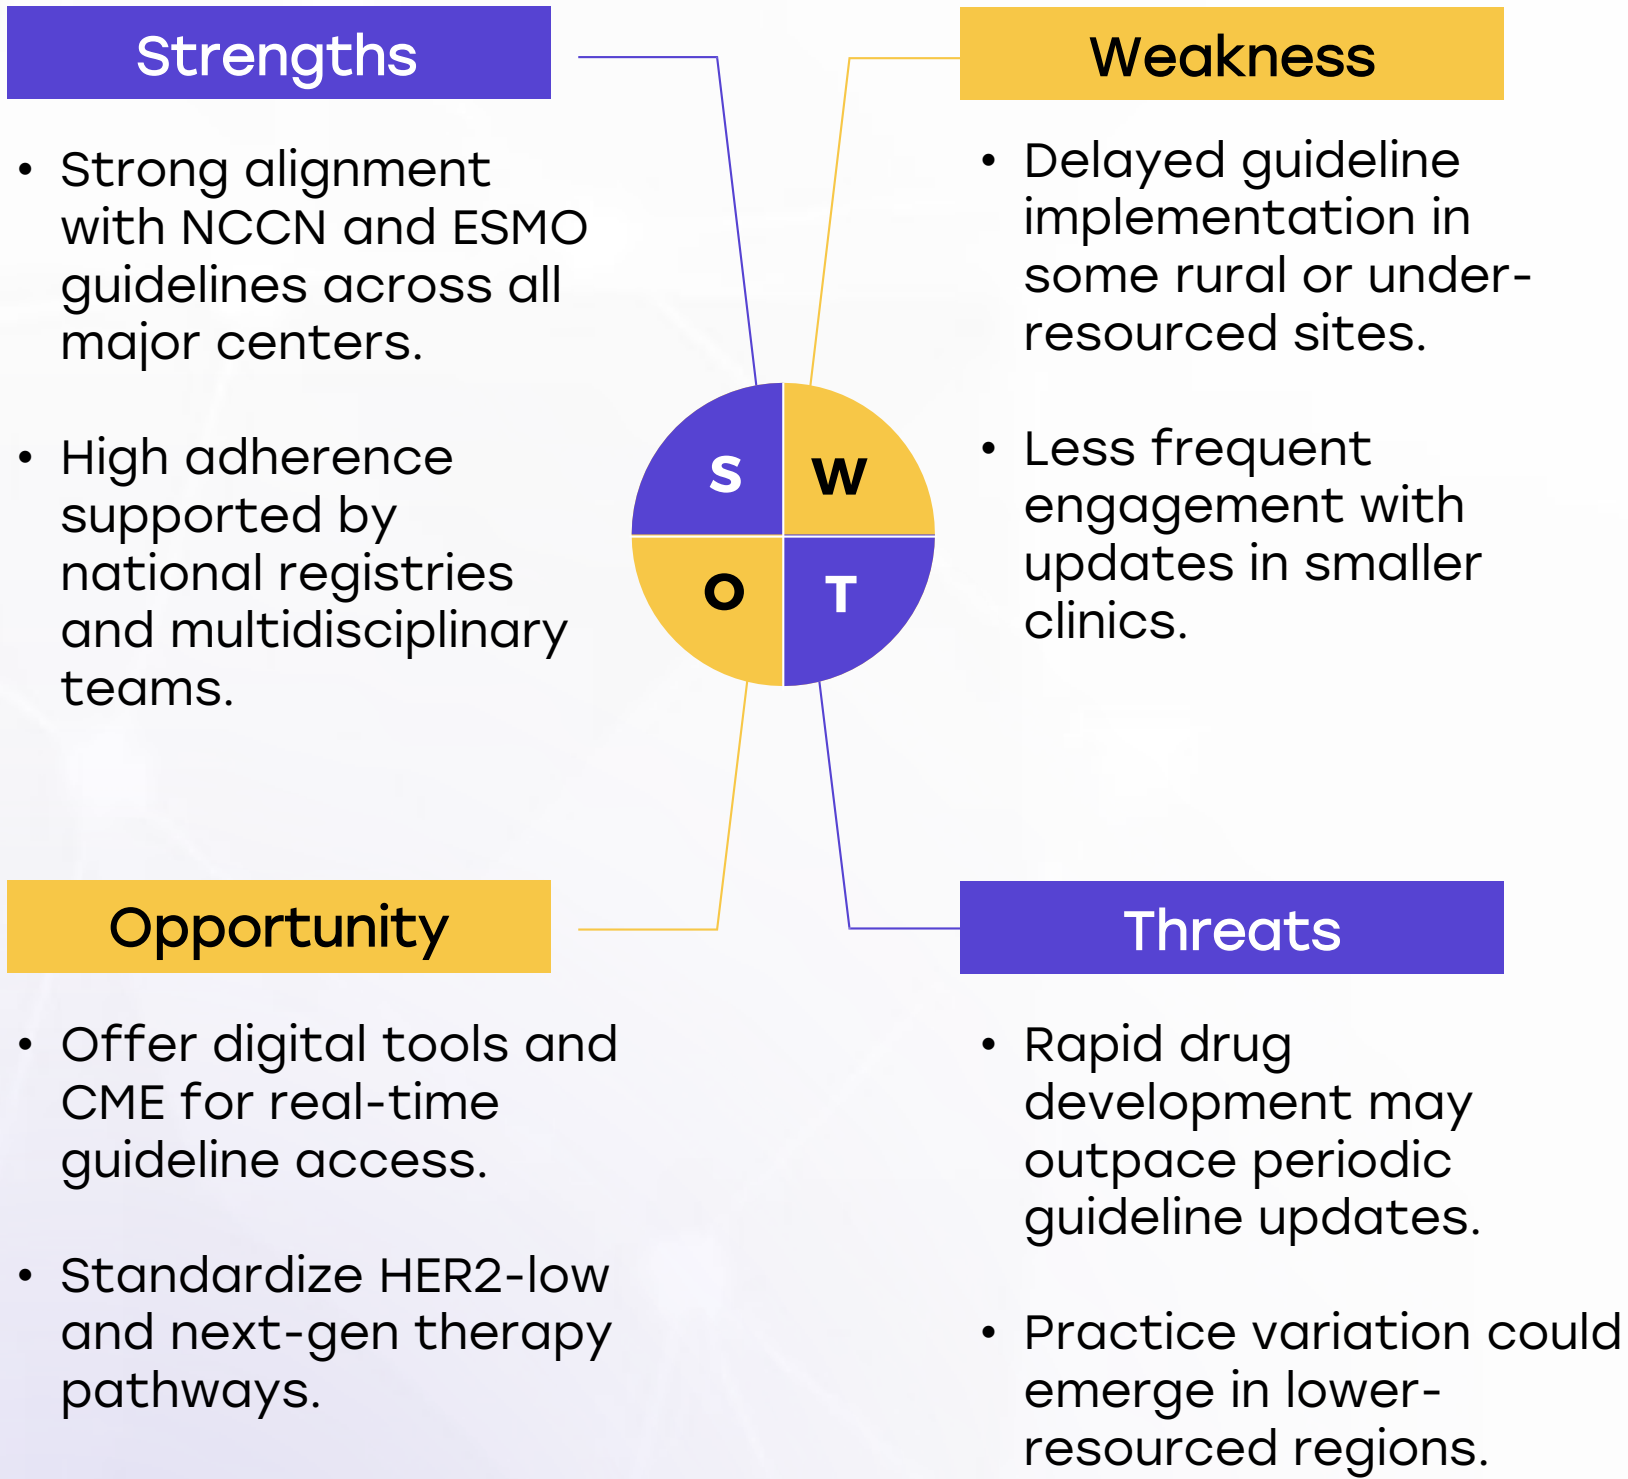 Strengths
• Strong alignment
with NCCN and ESMO
guidelines across all
major centers.
• High adherence
supported by
national registries
and multidisciplinary
teams.
Weakness
• Delayed guideline
implementation in
some rural or under-
resourced sites.
• Less frequent
engagement with
updates in smaller
clinics.
S
W
O
T
Opportunity
• Offer digital tools and
CME for real-time
guideline access.
• Standardize HER2-low
and next-gen therapy
pathways.
Threats
• Rapid drug
development may
outpace periodic
guideline updates.
• Practice variation could
emerge in lower-
resourced regions.